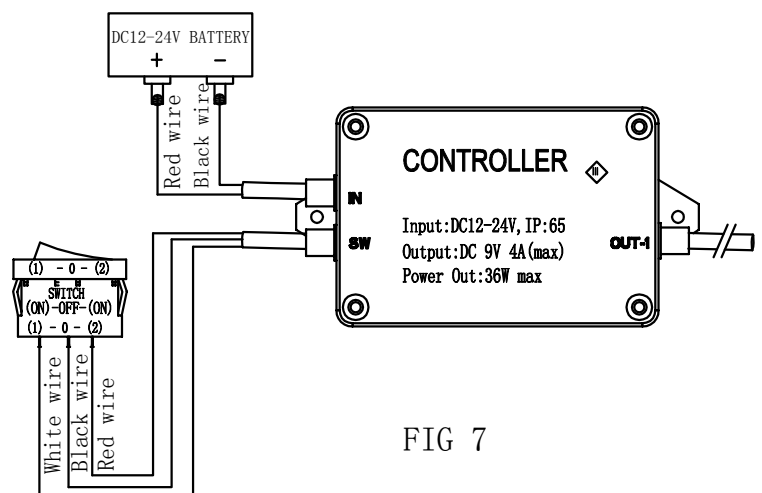 DC12-24V BATTERY
+ -
Red wire
Black wire
CONTROLLER
III
IN
SW
Input:DC12-24V, IP:65
Output:DC 9V 4A(max)
Power Out:36W max
OUT-1
(1) - 0 - (2)
SWITCH
(ON)-OFF-(ON)
(1) - 0 - (2)
White wire
Black wire
Red wire
FIG 7